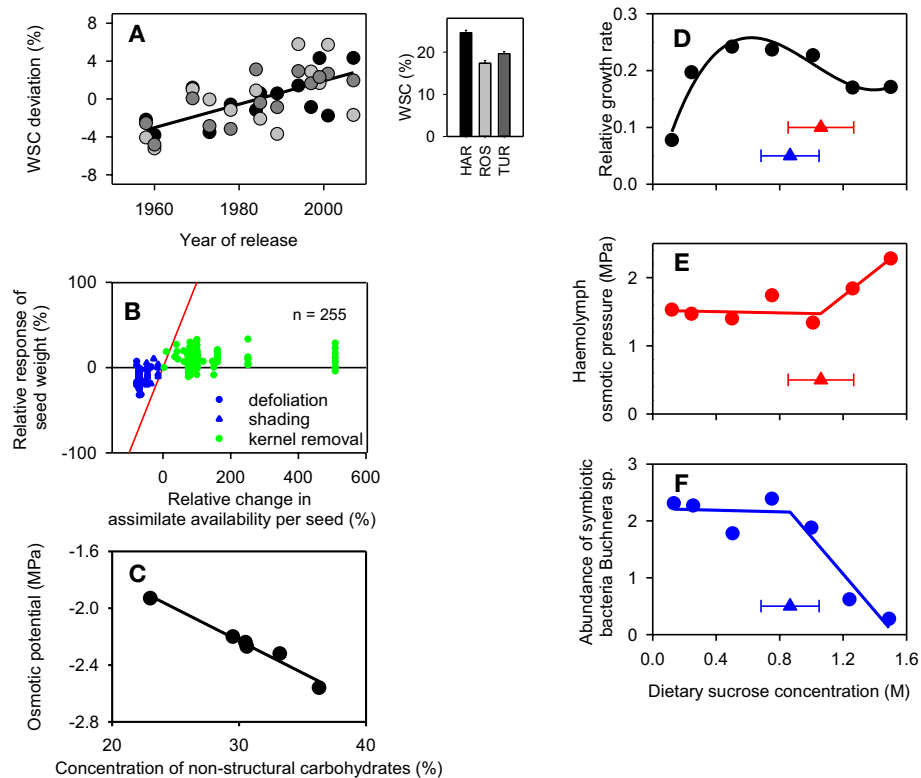 A
WSC deviation (%)
8
4
0
-4
-8
1960
1980
2000
Year of release
WSC (%)
20
10
0
HAR
ROS
TUR
B
n = 255
Relative response of
seed weight (%)
100
0
-100
defoliation
shading
kernel removal
0
200
400
600
Relative change in
assimilate availability per seed (%)
C
Osmotic potential (MPa)
-1.6
-2.0
-2.4
-2.8
20
30
40
Concentration of non-structural carbohydrates (%)
D
Relative growth rate
0.3
0.2
0.1
0.0
E
Haemolymph
osmotic pressure (MPa)
2
1
0
F
Abundance of symbiotic
bacteria Buchnera sp.
3
2
1
0
0.0
0.4
0.8
1.2
1.6
Dietary sucrose concentration (M)